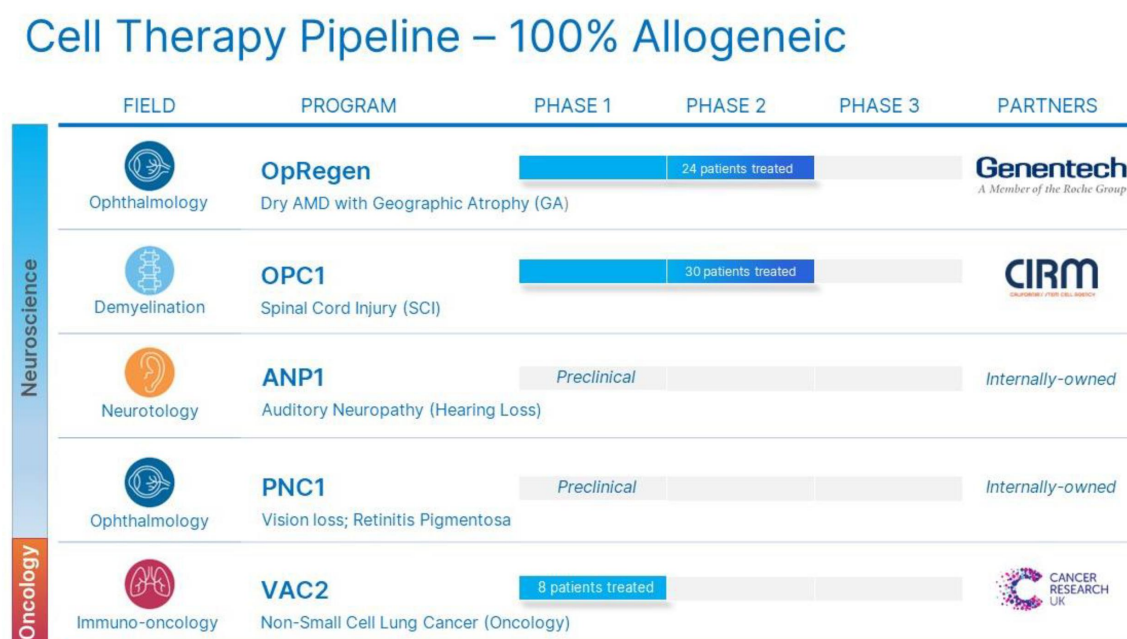 Cell Therapy Pipeline – 100% Allogeneic
FIELD PROGRAM PHASE 1 PHASE 2 PHASE 3 PARTNERS
Neuroscience
OpRegen
24 patients treated
Genentech
A Member of the Roche Group
Ophthalmology
Dry AMD with Geographic Atrophy (GA)
OPC1
30 patients treated
CIRM
CALIFORNIA'S STEM CELL AGENCY
Demyelination
Spinal Cord Injury (SCI)
ANP1
Preclinical
Internally-owned
Neurotology
Auditory Neuropathy (Hearing Loss)
PNC1
Preclinical
Internally-owned
Ophthalmology
Vision loss; Retinitis Pigmentosa
Oncology
VAC2
8 patients treated
CANCER
RESEARCH
UK
Immuno-oncology
Non-Small Cell Lung Cancer (Oncology)